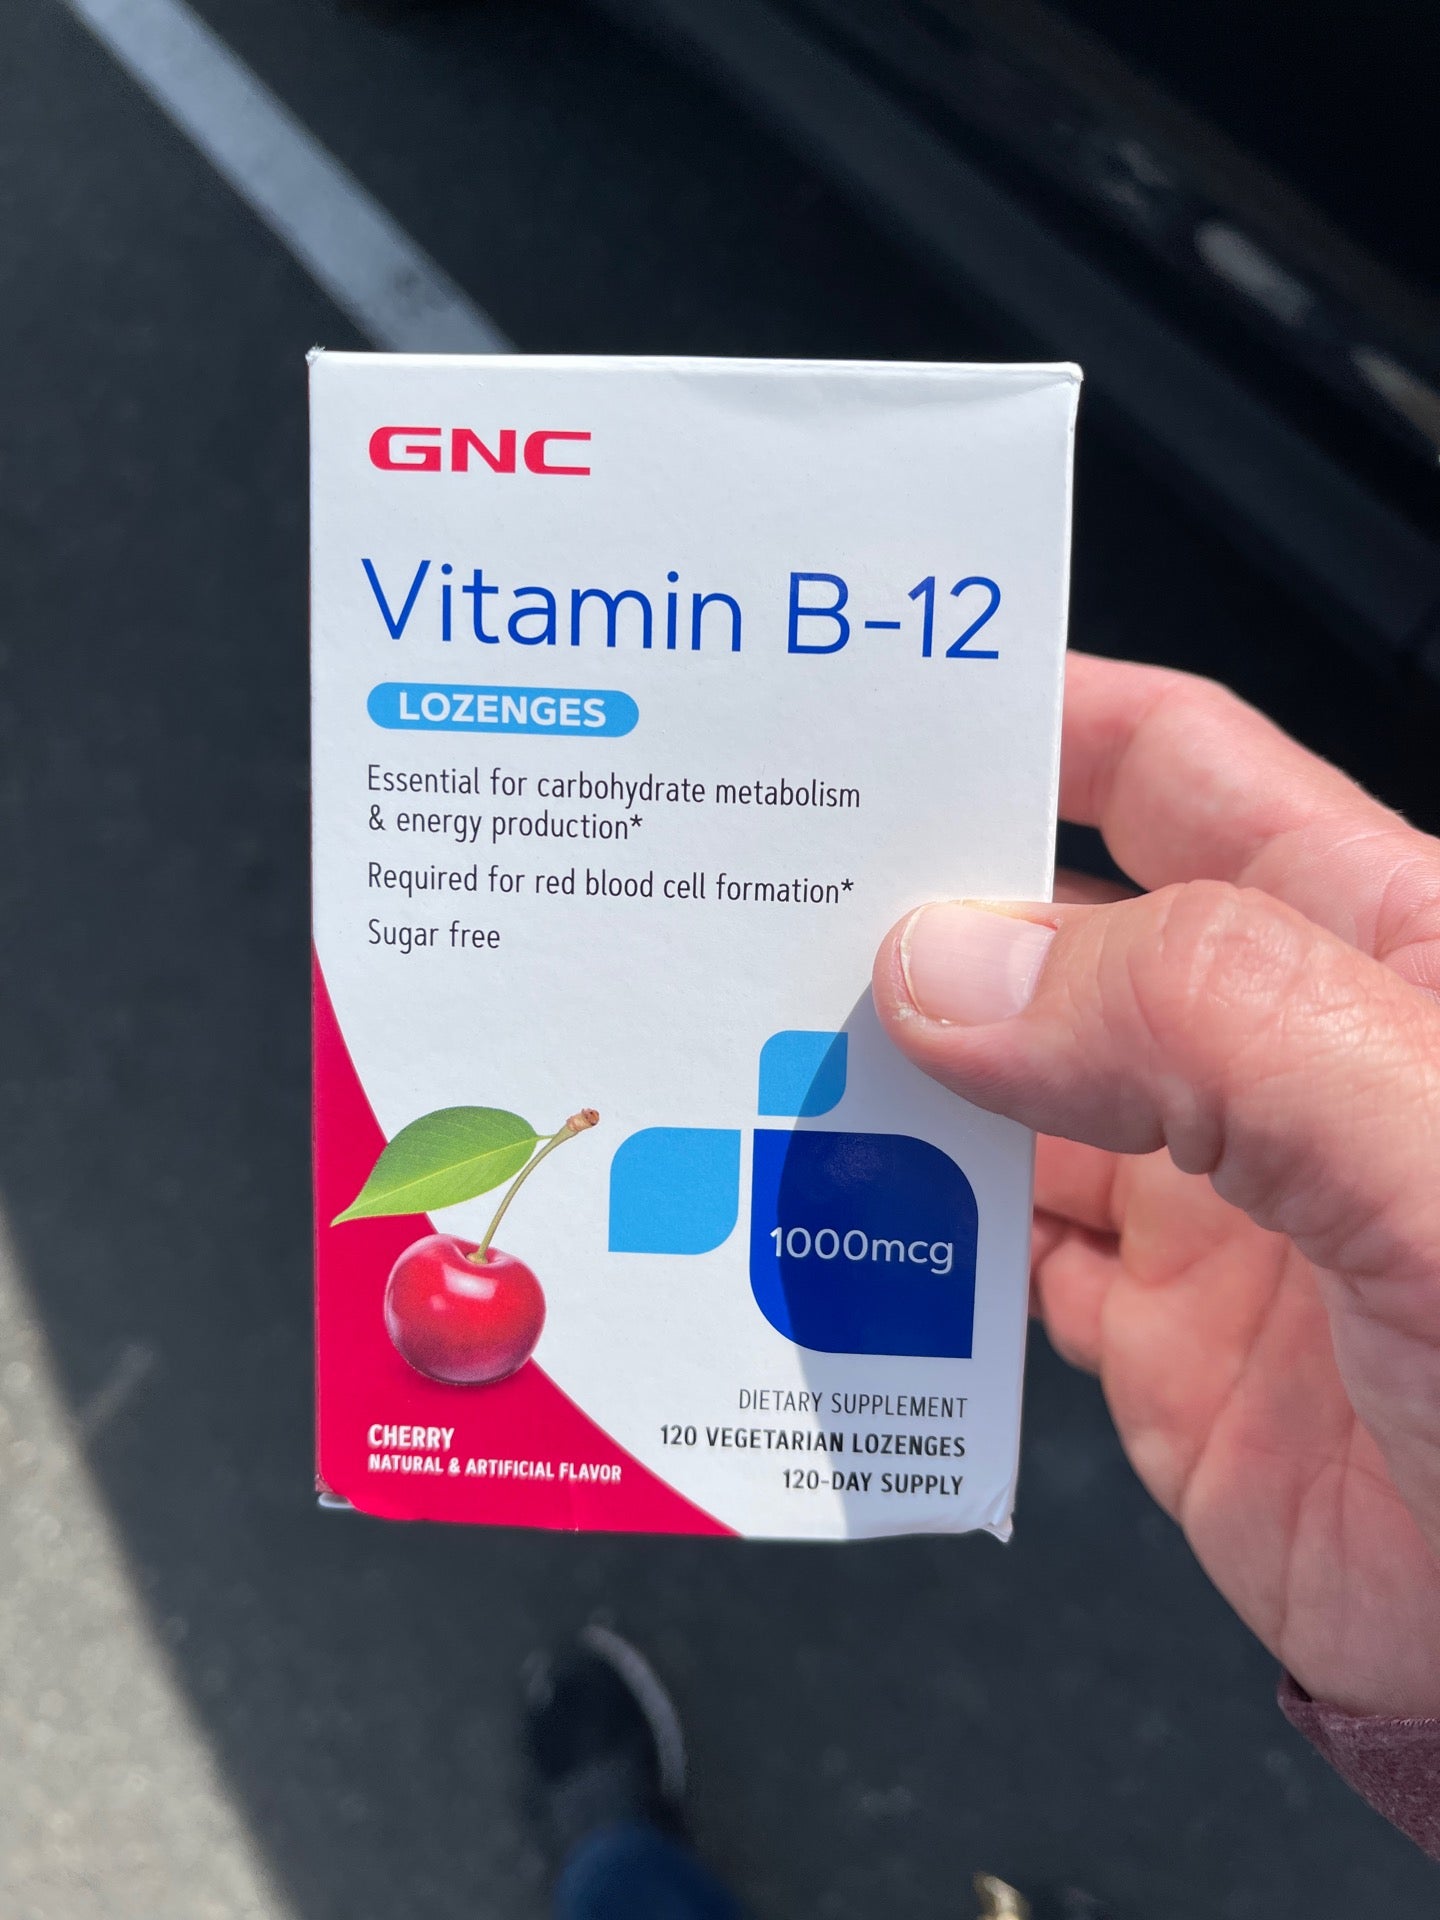 GNC
Vitamin B-12
LOZENGES
Essential for carbohydrate metabolism
& energy production*
Required for red blood cell formation*
Sugar free
1000mcg
DIETARY SUPPLEMENT
120 VEGETARIAN LOZENGES
120-DAY SUPPLY
CHERRY
NATURAL & ARTIFICIAL FLAVOR